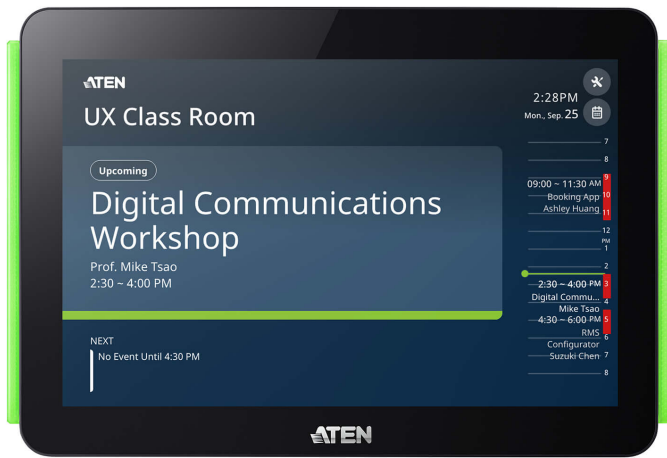 ATEN
UX Class Room
2:28PM
Mon., Sep. 25
Upcoming
Digital Communications
Workshop
Prof. Mike Tsao
2:30 ~ 4:00 PM
NEXT
No Event Until 4:30 PM
7
8
9
09:00 ~ 11:30 AM
10
Booking App
Ashley Huang
11
12
PM
1
2
2:30 ~ 4:00 PM
3
Digital Commu...
4
Mike Tsao
4:30 ~ 6:00 PM
5
RMS
6
Configurator
Suzuki Chen
7
8
ATEN